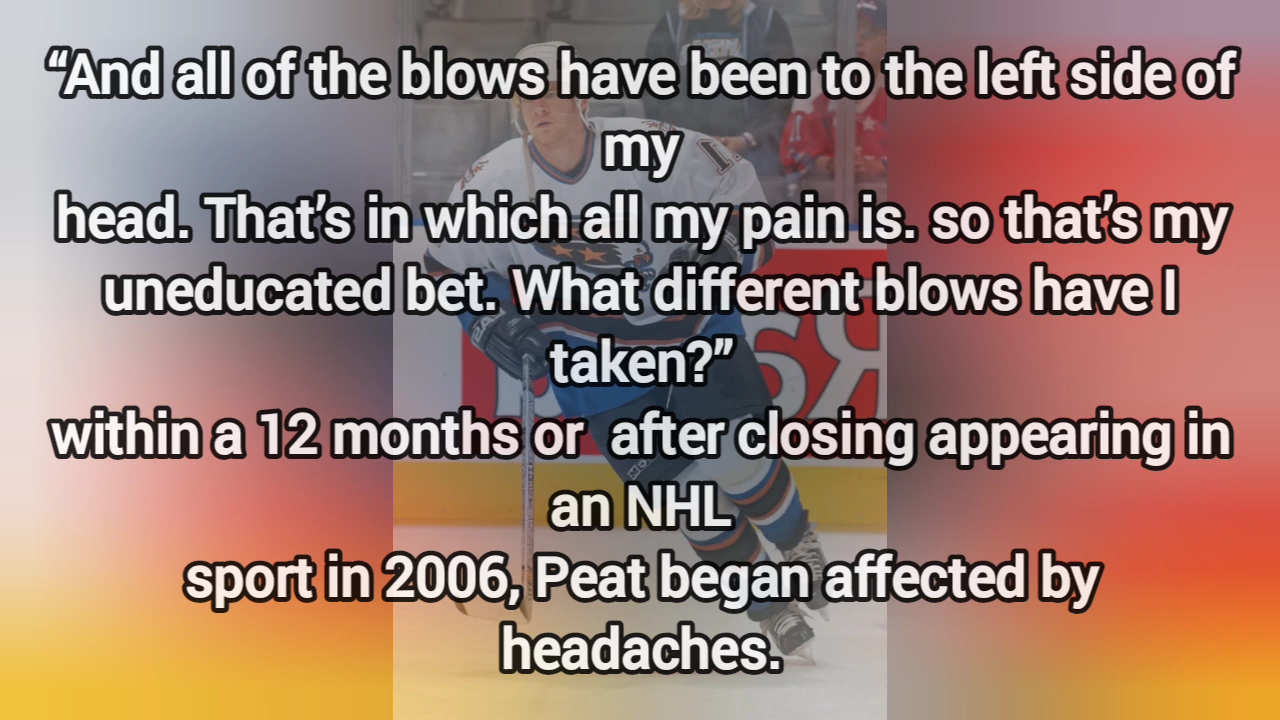 “And all of the blows have been to the left side of
my
head. That’s in which all my pain is. so that’s my
uneducated bet. What different blows have I
taken?”
within a 12 months or  after closing appearing in
an NHL
sport in 2006, Peat began affected by
headaches.